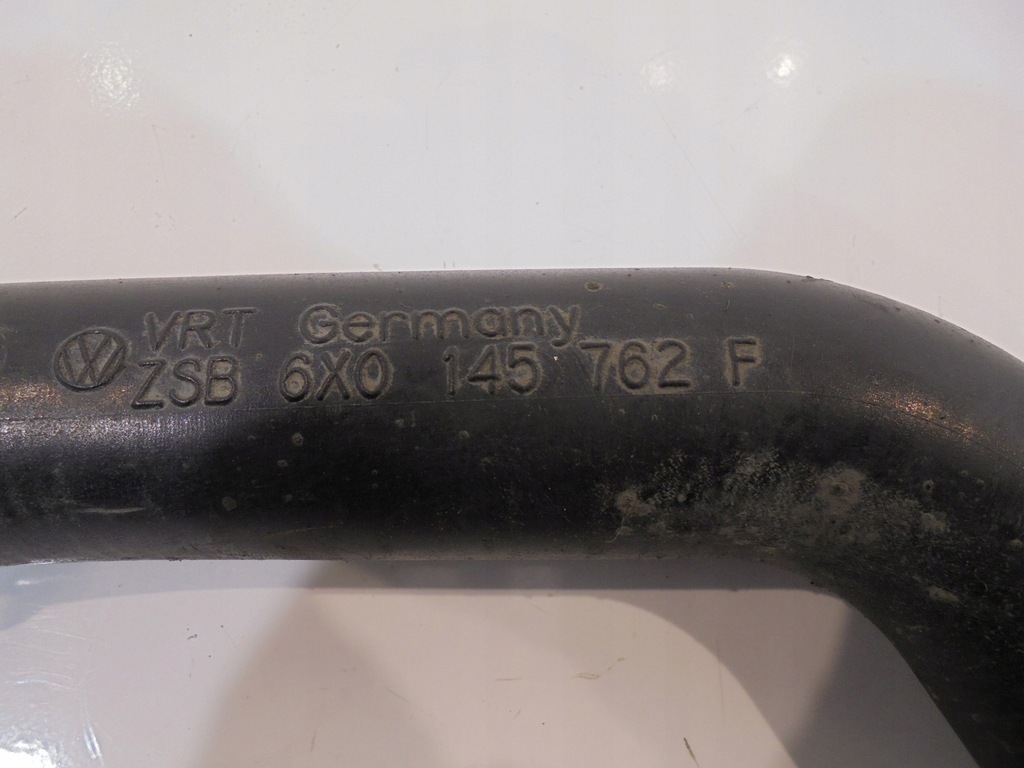 VRT Germany
ZSB 6X0 145 762 F